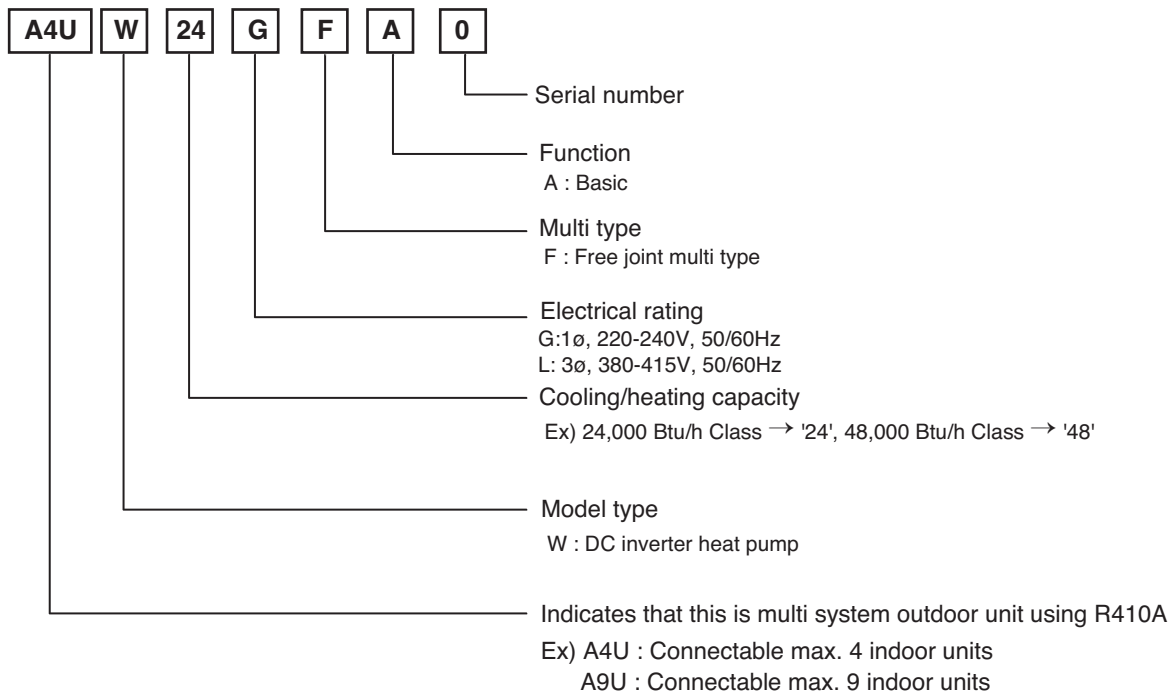 A4U W 24 G F A 0
Serial number
Function
A : Basic
Multi type
F : Free joint multi type
Electrical rating
G:1ø, 220-240V, 50/60Hz
L: 3ø, 380-415V, 50/60Hz
Cooling/heating capacity
Ex) 24,000 Btu/h Class → '24', 48,000 Btu/h Class → '48'
Model type
W : DC inverter heat pump
Indicates that this is multi system outdoor unit using R410A
Ex) A4U : Connectable max. 4 indoor units
A9U : Connectable max. 9 indoor units